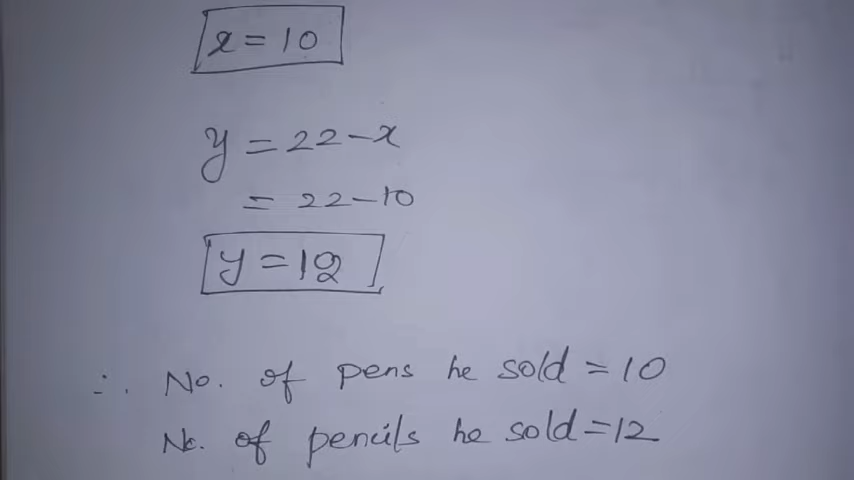 x = 10
y = 22 - x
= 22 - 10
y = 12
∴ No. of pens he sold = 10
No. of pencils he sold = 12